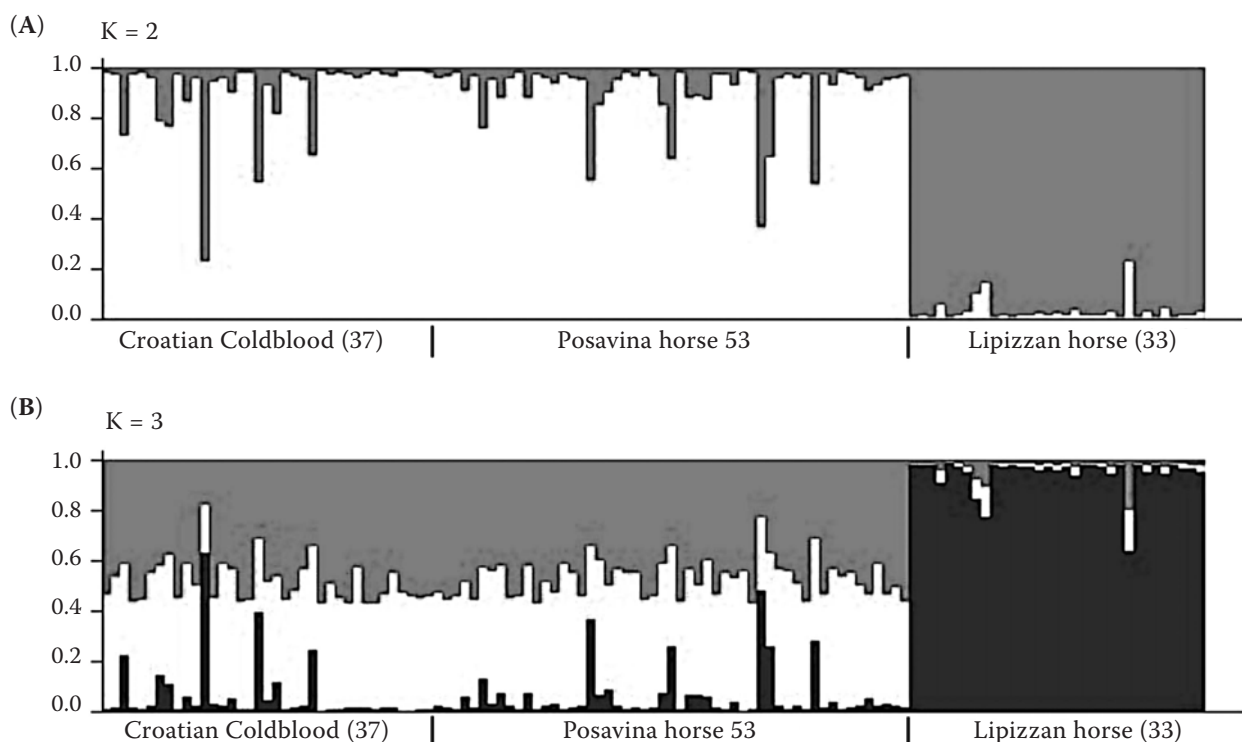 (A)
K = 2
1.0
0.8
0.6
0.4
0.2
0.0
Croatian Coldblood (37) Posavina horse 53 Lipizzan horse (33)
(B)
K = 3
1.0
0.8
0.6
0.4
0.2
0.0
Croatian Coldblood (37) Posavina horse 53 Lipizzan horse (33)